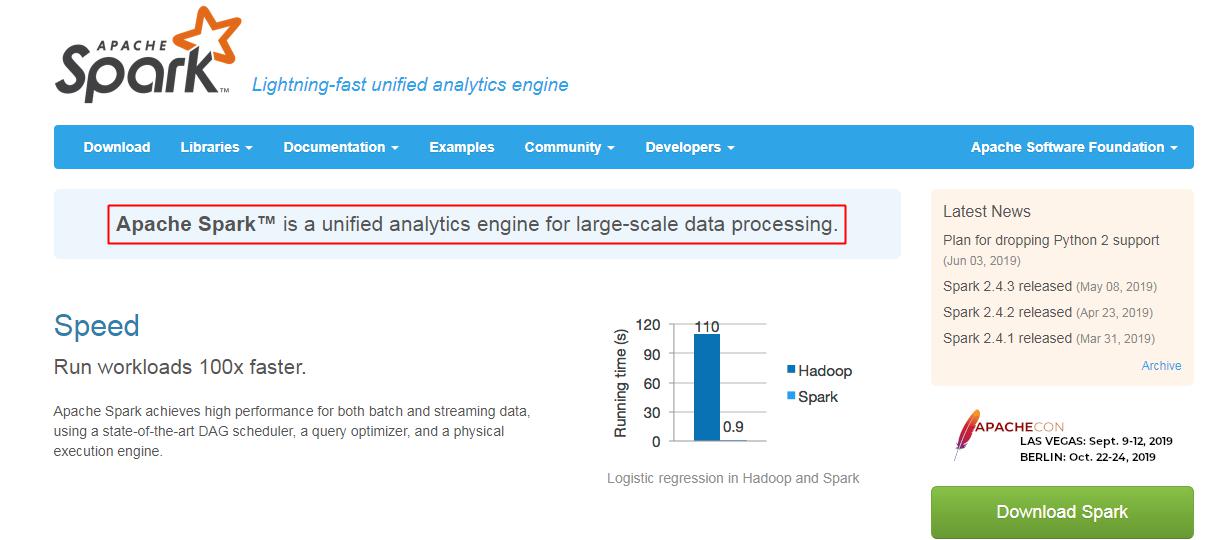 APACHE
Spark™
Lightning-fast unified analytics engine
Download Libraries Documentation Examples Community Developers Apache Software Foundation
Apache Spark™ is a unified analytics engine for large-scale data processing.
Speed
Run workloads 100x faster.
Apache Spark achieves high performance for both batch and streaming data,
using a state-of-the-art DAG scheduler, a query optimizer, and a physical
execution engine.
Running time (s)
120
90
60
30
0
110
0.9
Hadoop
Spark
Logistic regression in Hadoop and Spark
Latest News
Plan for dropping Python 2 support
(Jun 03, 2019)
Spark 2.4.3 released (May 08, 2019)
Spark 2.4.2 released (Apr 23, 2019)
Spark 2.4.1 released (Mar 31, 2019)
Archive
APACHECON
LAS VEGAS: Sept. 9-12, 2019
BERLIN: Oct. 22-24, 2019
Download Spark